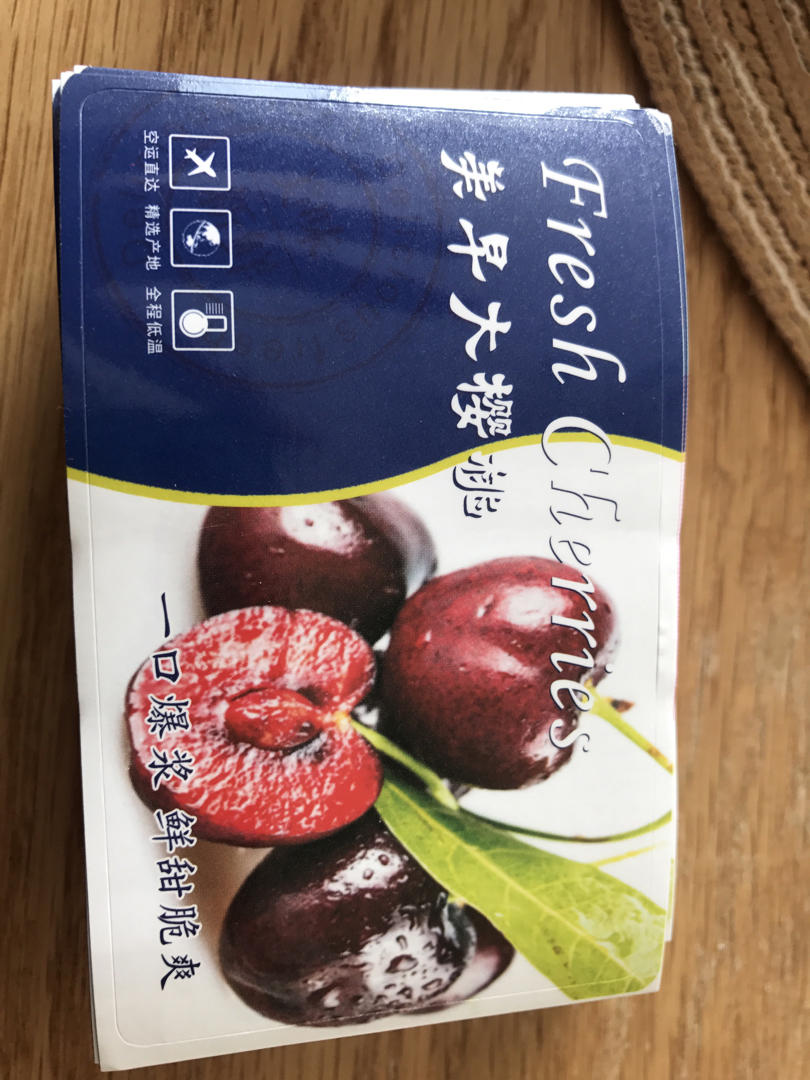 Fresh Cherries
美早大樱桃
空运直达 精选产地 全程低温
一口爆浆 鲜甜脆爽